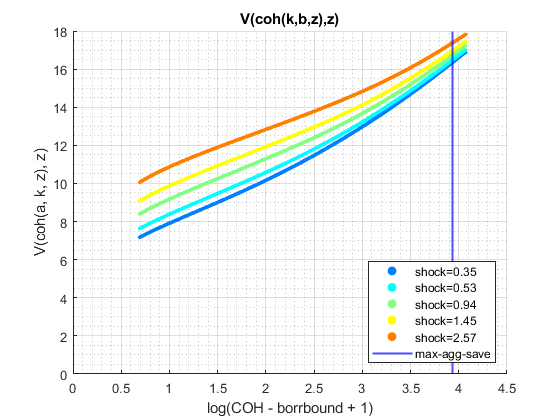 V(coh(k,b,z),z)
V(coh(a, k, z), z)
18
16
14
12
10
8
6
4
2
0
0
0.5
1
1.5
2
2.5
3
3.5
4
4.5
log(COH - borrbound + 1)
shock=0.35
shock=0.53
shock=0.94
shock=1.45
shock=2.57
max-agg-save